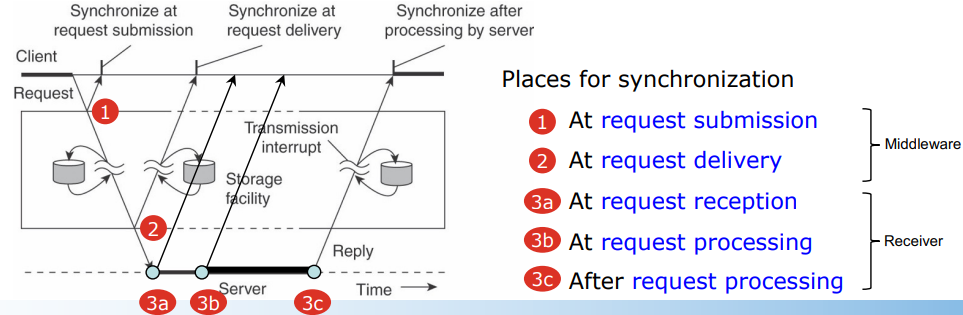 Synchronize at
request submission
Synchronize at
request delivery
Synchronize after
processing by server
Client
Request
1
Transmission
interrupt
Storage
facility
2
Reply
Server
Time
3a
3b
3c
Places for synchronization
1 At request submission
2 At request delivery
Middleware
3a At request reception
3b At request processing
3c After request processing
Receiver